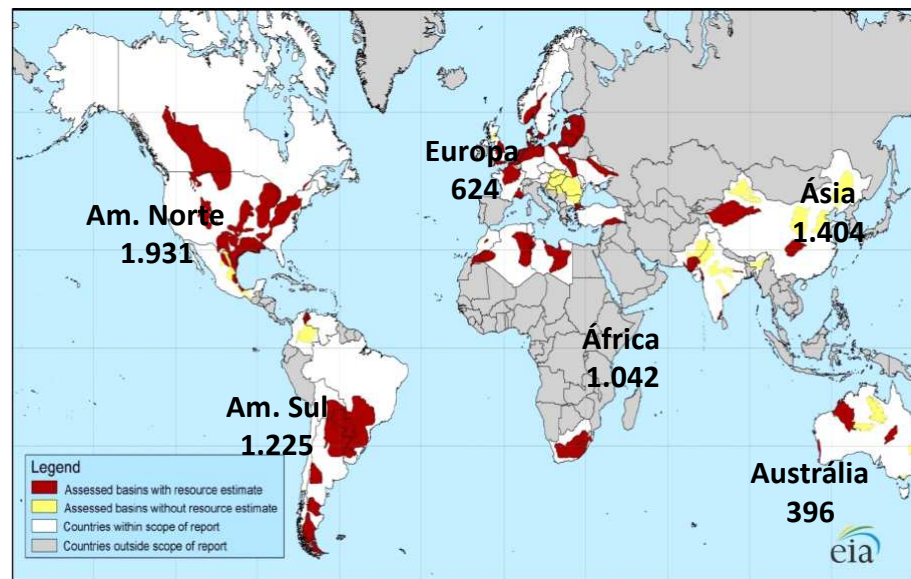 Europa
624
Ásia
1.404
Am. Norte
1.931
África
1.042
Am. Sul
1.225
Austrália
396
Legend
Assessed basins with resource estimate
Assessed basins without resource estimate
Countries within scope of report
Countries outside scope of report
eia